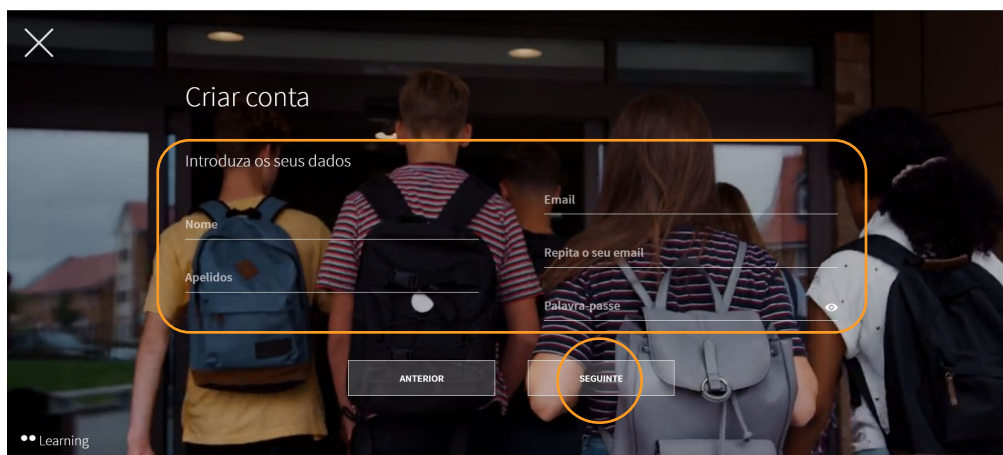 Criar conta
Introduza os seus dados
Nome
Apelidos
Email
Repita o seu email
Palavra-passe
ANTERIOR
SEGUINTE
Learning